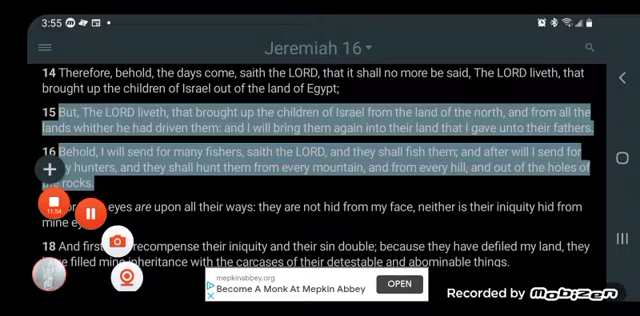 3:55
Jeremiah 16
14 Therefore, behold, the days come, saith the LORD, that it shall no more be said, The LORD liveth, that
brought up the children of Israel out of the land of Egypt;
15 But, The LORD liveth, that brought up the children of Israel from the land of the north, and from all the
lands whither he had driven them: and I will bring them again into their land that I gave unto their fathers.
16 Behold, I will send for many fishers, saith the LORD, and they shall fish them; and after will I send for
y hunters, and they shall hunt them from every mountain, and from every hill, and out of the holes of
the rocks.
eyes are upon all their ways: they are not hid from my face, neither is their iniquity hid from
mine
11:54
18 And first recompense their iniquity and their sin double; because they have defiled my land, they
filled mine inheritance with the carcases of their detestable and abominable things.
mepkinabbey.org
Become A Monk At Mepkin Abbey
OPEN
Recorded by MOBIZEN